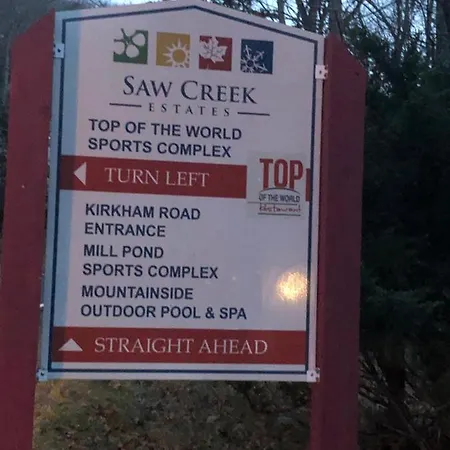 SAW CREEK
ESTATES
TOP OF THE WORLD
SPORTS COMPLEX
TURN LEFT
TOP
OF THE WORLD
Restaurant
KIRKHAM ROAD
ENTRANCE
MILL POND
SPORTS COMPLEX
MOUNTAINSIDE
OUTDOOR POOL & SPA
STRAIGHT AHEAD